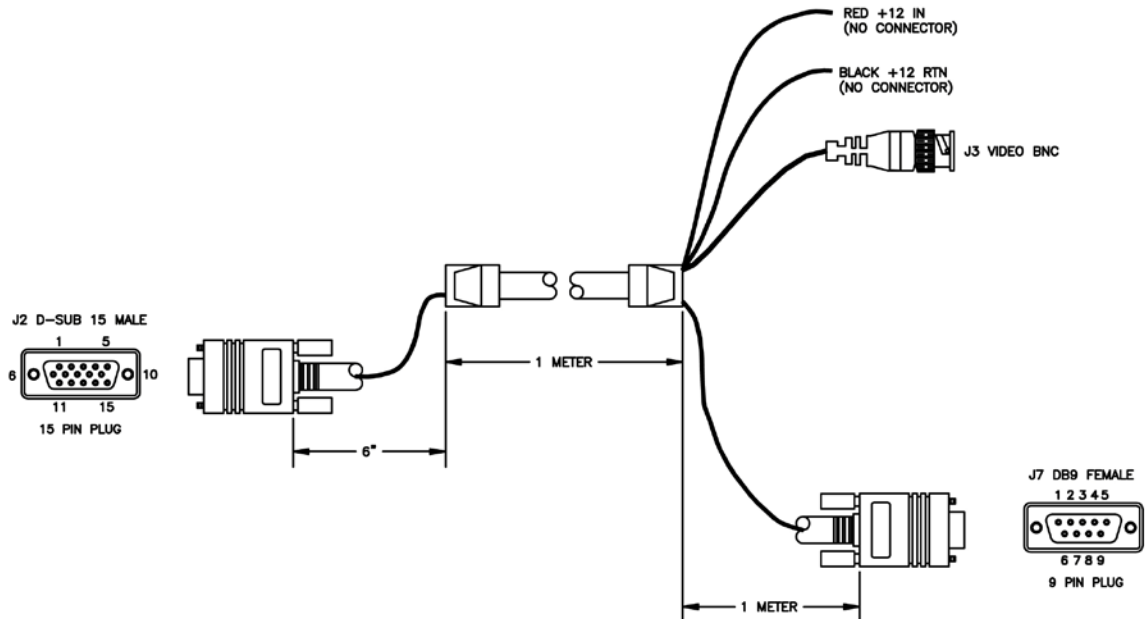 RED +12 IN
(NO CONNECTOR)
BLACK +12 RTN
(NO CONNECTOR)
J3 VIDEO BNC
J2 D-SUB 15 MALE
1 5
6 10
11 15
15 PIN PLUG
1 METER
6"
J7 DB9 FEMALE
1 2 3 4 5
6 7 8 9
9 PIN PLUG
1 METER